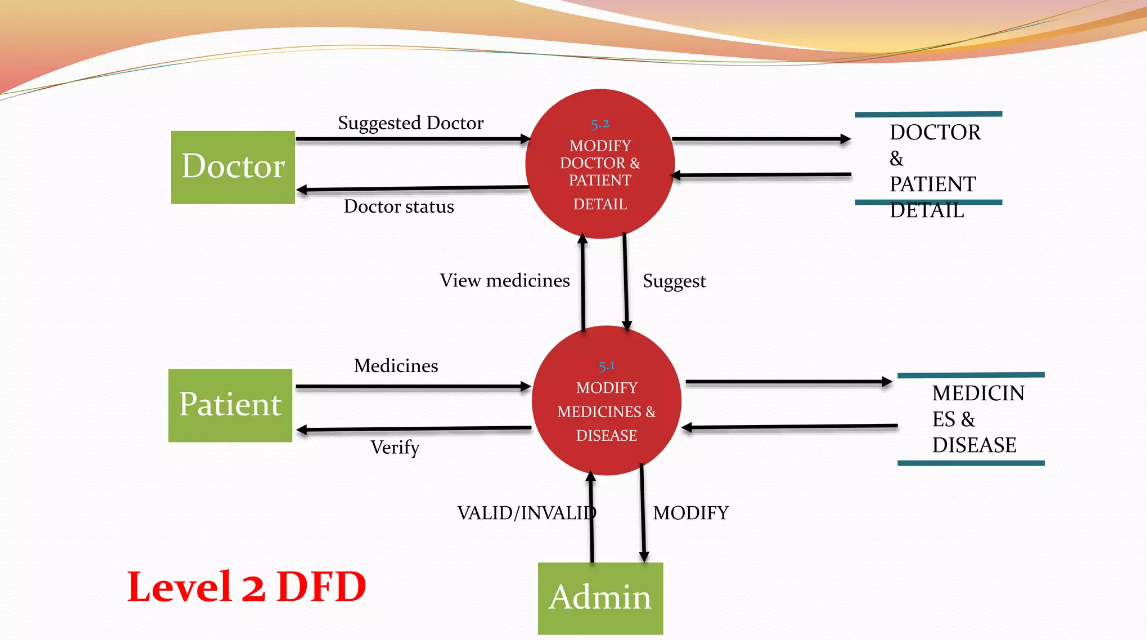 Suggested Doctor
Doctor
Doctor status
5.2
MODIFY
DOCTOR &
PATIENT
DETAIL
DOCTOR
&
PATIENT
DETAIL
View medicines
Suggest
Medicines
Patient
Verify
5.1
MODIFY
MEDICINES &
DISEASE
MEDICIN
ES &
DISEASE
VALID/INVALID
MODIFY
Level 2 DFD
Admin